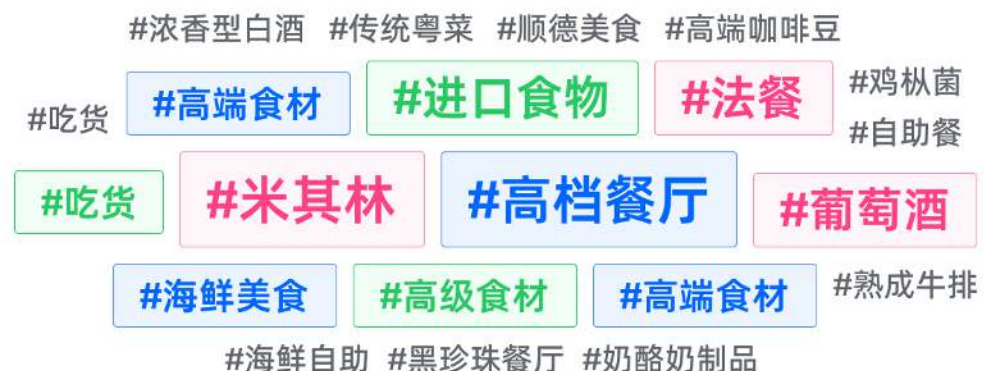 #浓香型白酒 #传统粤菜 #顺德美食 #高端咖啡豆
#吃货 #高端食材 #进口食物 #法餐 #鸡枞菌
#自助餐
#吃货 #米其林 #高档餐厅 #葡萄酒
#海鲜美食 #高级食材 #高端食材 #熟成牛排
#海鲜自助 #黑珍珠餐厅 #奶酪奶制品